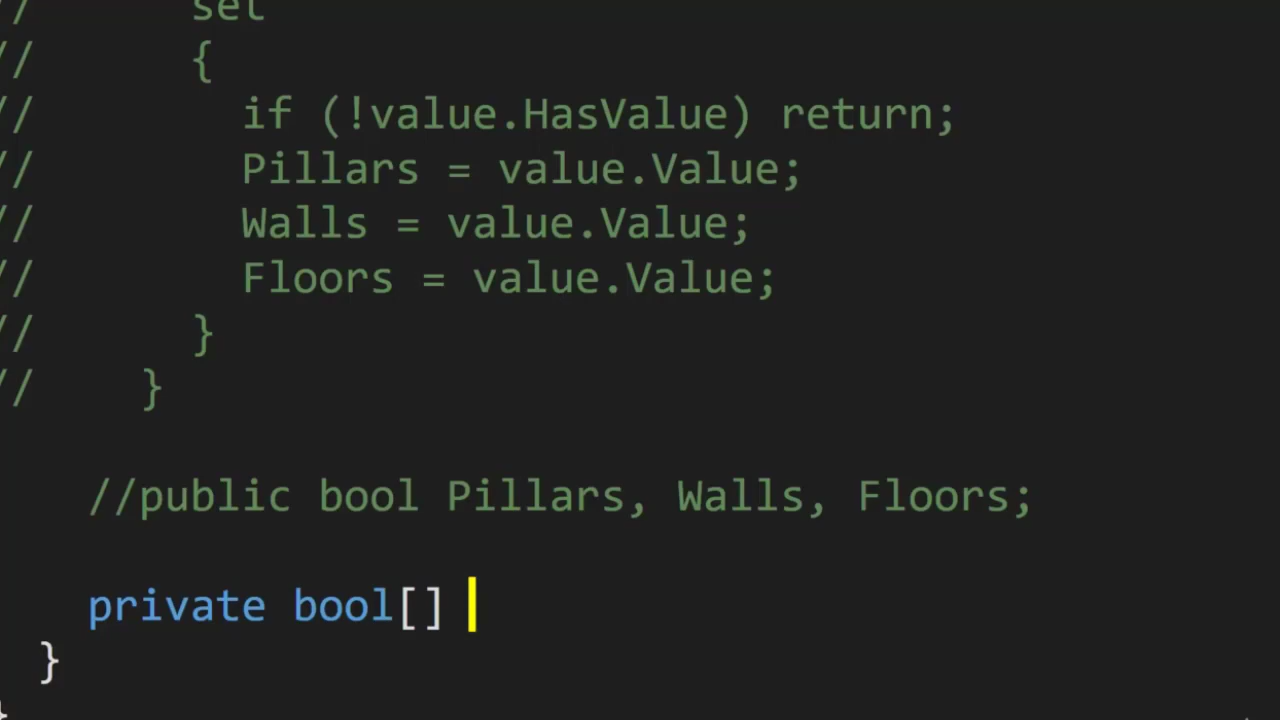 // set
// {
// if (!value.HasValue) return;
// Pillars = value.Value;
// Walls = value.Value;
// Floors = value.Value;
// }
// }
//public bool Pillars, Walls, Floors;
private bool[]
}
}